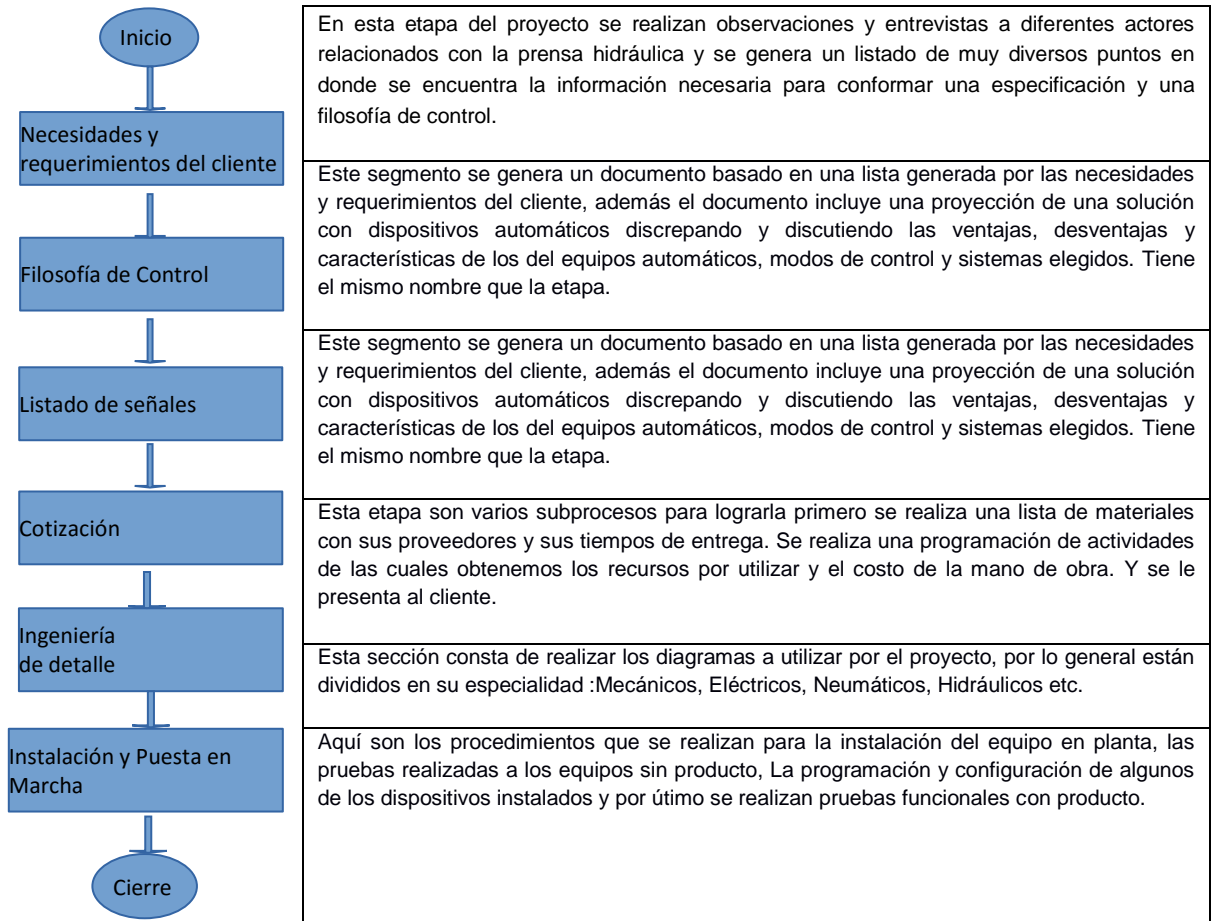 Inicio
En esta etapa del proyecto se realizan observaciones y entrevistas a diferentes actores
relacionados con la prensa hidráulica y se genera un listado de muy diversos puntos en
donde se encuentra la información necesaria para conformar una especificación y una
filosofía de control.
Necesidades y
requerimientos del cliente
Este segmento se genera un documento basado en una lista generada por las necesidades
y requerimientos del cliente, además el documento incluye una proyección de una solución
con dispositivos automáticos discrepando y discutiendo las ventajas, desventajas y
características de los del equipos automáticos, modos de control y sistemas elegidos. Tiene
el mismo nombre que la etapa.
Filosofía de Control
Este segmento se genera un documento basado en una lista generada por las necesidades
y requerimientos del cliente, además el documento incluye una proyección de una solución
con dispositivos automáticos discrepando y discutiendo las ventajas, desventajas y
características de los del equipos automáticos, modos de control y sistemas elegidos. Tiene
el mismo nombre que la etapa.
Listado de señales
Esta etapa son varios subprocesos para lograrla primero se realiza una lista de materiales
con sus proveedores y sus tiempos de entrega. Se realiza una programación de actividades
de las cuales obtenemos los recursos por utilizar y el costo de la mano de obra. Y se le
presenta al cliente.
Cotización
Ingeniería
de detalle
Esta sección consta de realizar los diagramas a utilizar por el proyecto, por lo general están
divididos en su especialidad :Mecánicos, Eléctricos, Neumáticos, Hidráulicos etc.
Instalación y Puesta en
Marcha
Aquí son los procedimientos que se realizan para la instalación del equipo en planta, las
pruebas realizadas a los equipos sin producto, La programación y configuración de algunos
de los dispositivos instalados y por útimo se realizan pruebas funcionales con producto.
Cierre